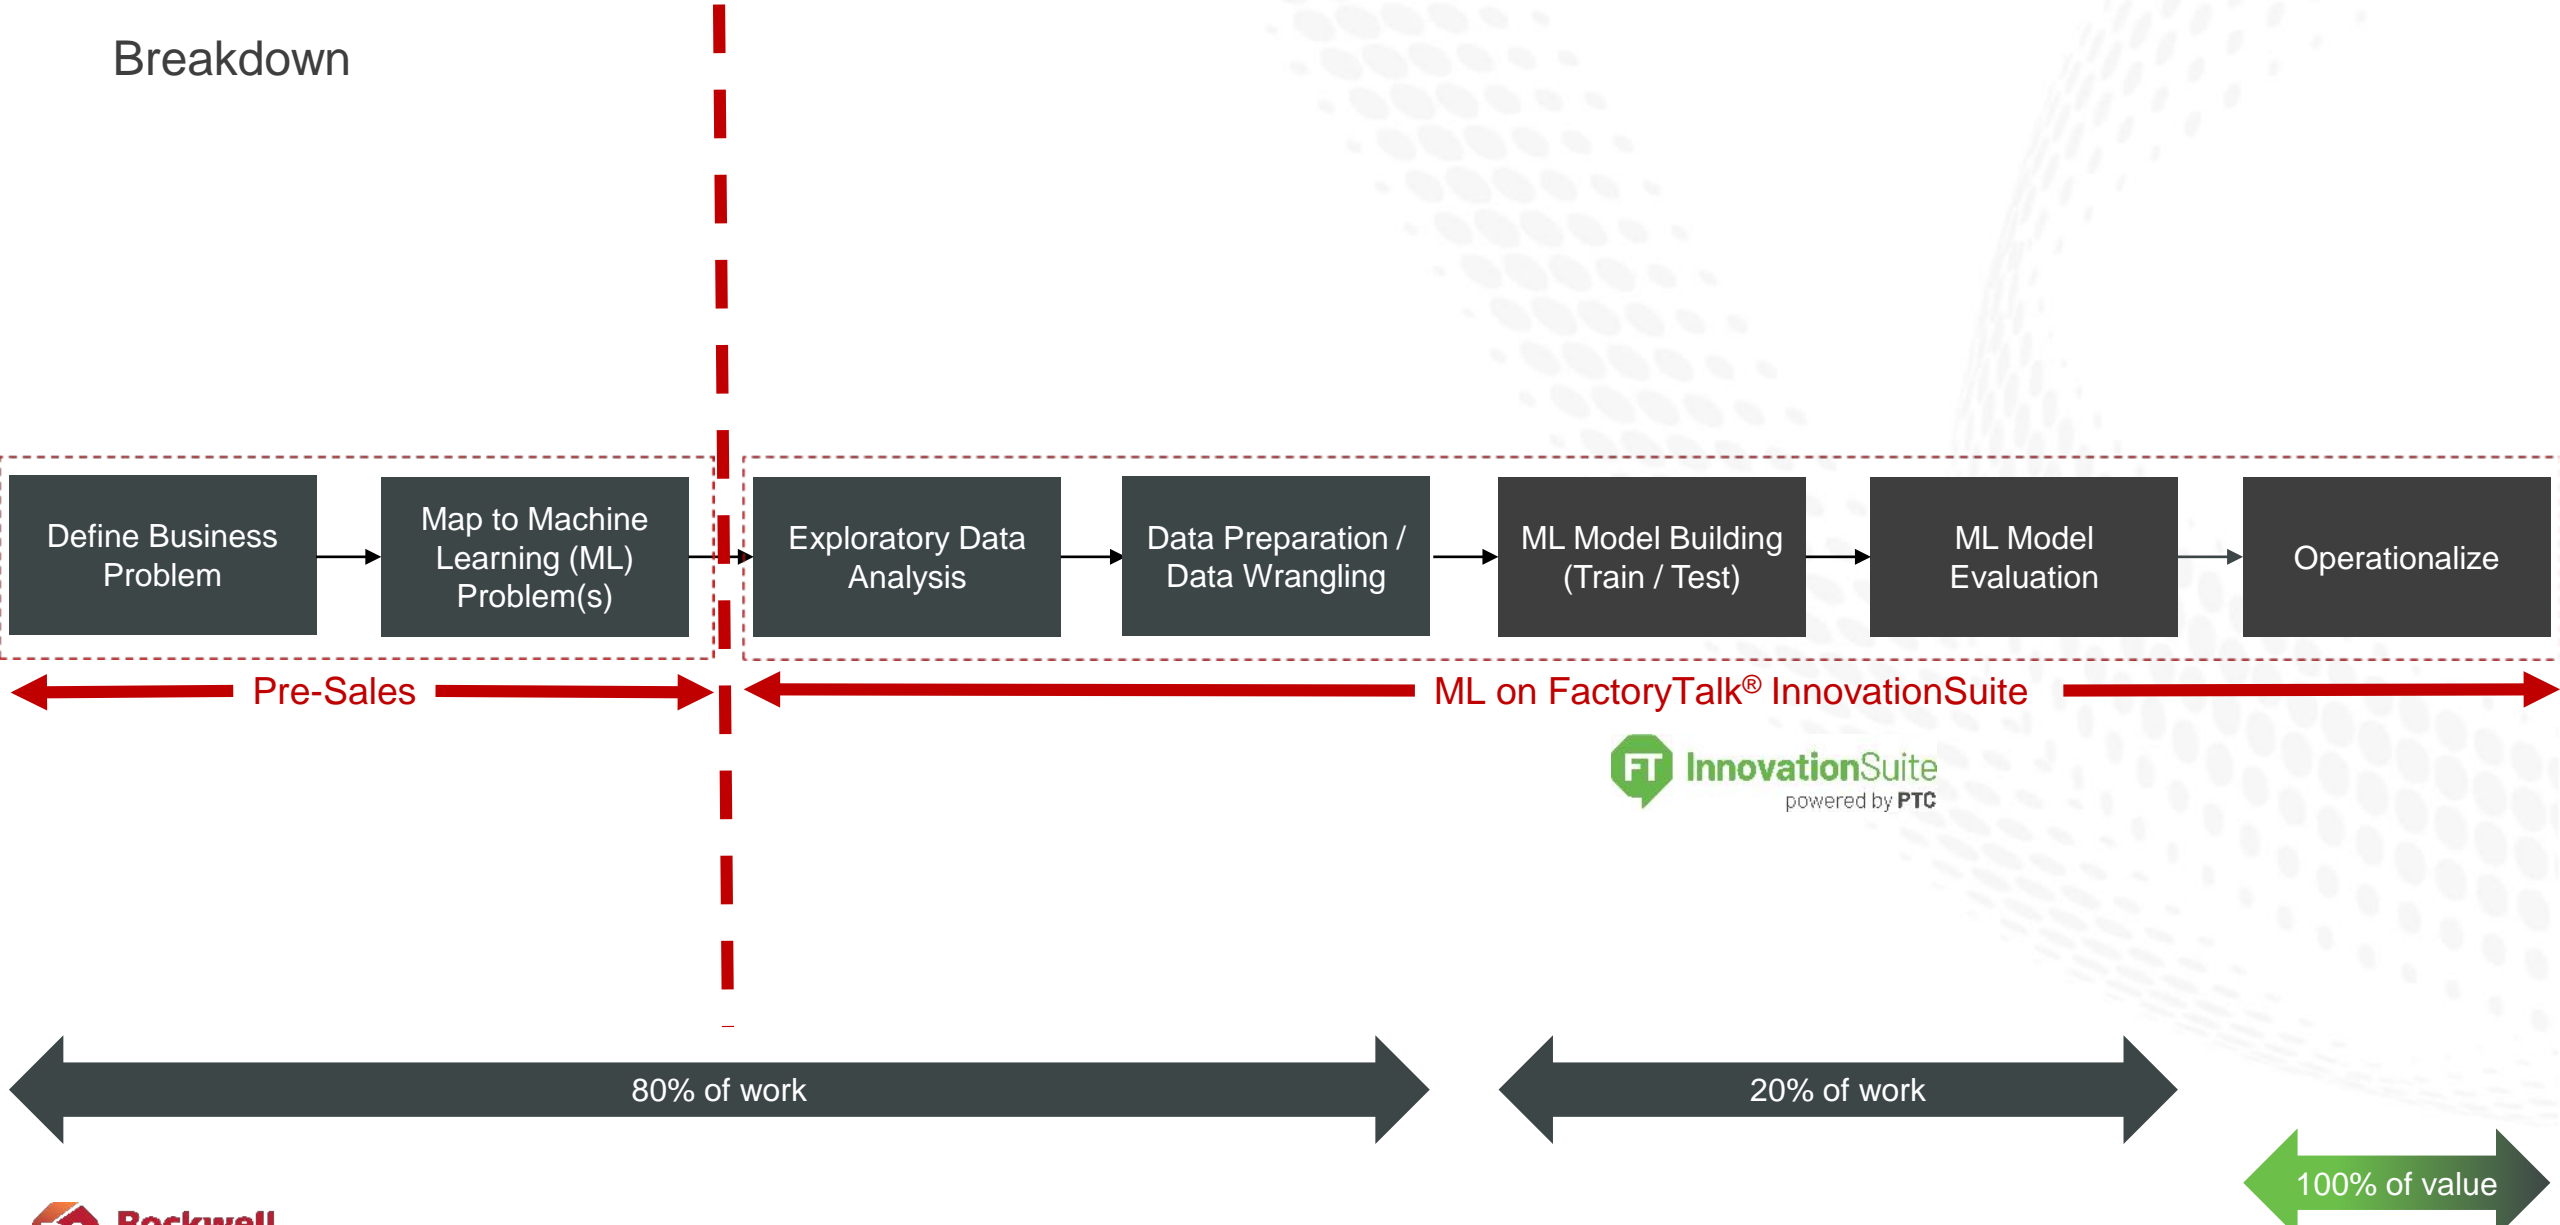 Breakdown
Define Business
Problem
Map to Machine
Learning (ML)
Problem(s)
Exploratory Data
Analysis
Data Preparation /
Data Wrangling
ML Model Building
(Train / Test)
ML Model
Evaluation
Operationalize
Pre-Sales
ML on FactoryTalk® InnovationSuite
FT InnovationSuite
powered by PTC
80% of work
20% of work
100% of value
Rockwell